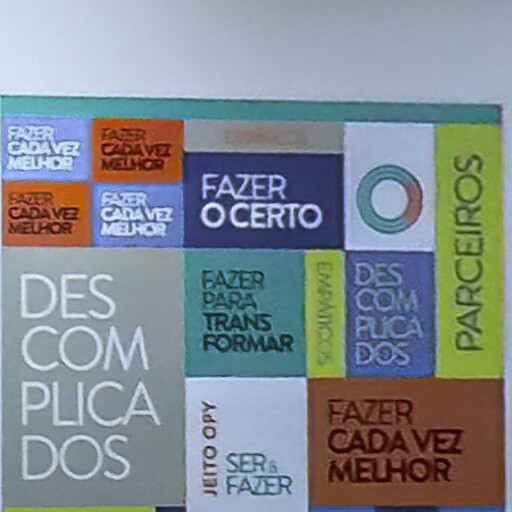 FAZER
CADA VEZ
MELHOR
FAZER
CADA VEZ
MELHOR
FAZER
CADA VEZ
MELHOR
FAZER
CADA VEZ
MELHOR
EMPÁTICOS
FAZER
O CERTO
PARCEIROS
DES
COM
PLICA
DOS
FAZER
PARA
TRANS
FORMAR
EMPÁTICOS
DES
COM
PLICA
DOS
JEITO OPY
SER &
FAZER
FAZER
CADA VEZ
MELHOR